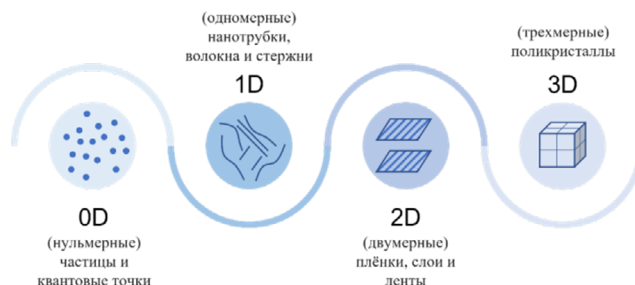 0D
(нульмерные)
частицы и
квантовые точки
(одномерные)
нанотрубки,
волокна и стержни
1D
2D
(двумерные)
плёнки, слои и
ленты
(трехмерные)
поликристаллы
3D